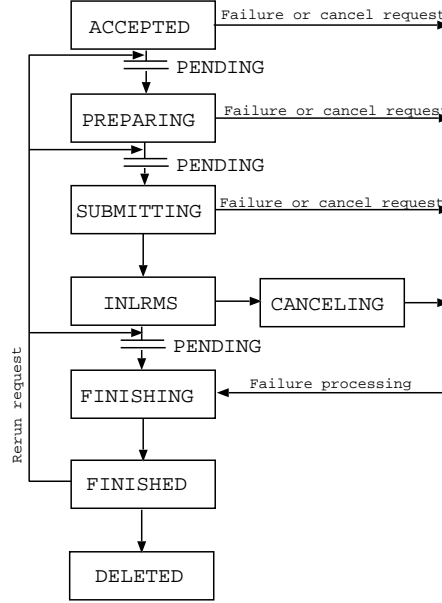 ACCEPTED
Failure or cancel request
PENDING
PREPARING
Failure or cancel request
PENDING
SUBMITTING
Failure or cancel request
INLRMS
CANCELING
PENDING
Rerun request
FINISHING
Failure processing
FINISHED
DELETED